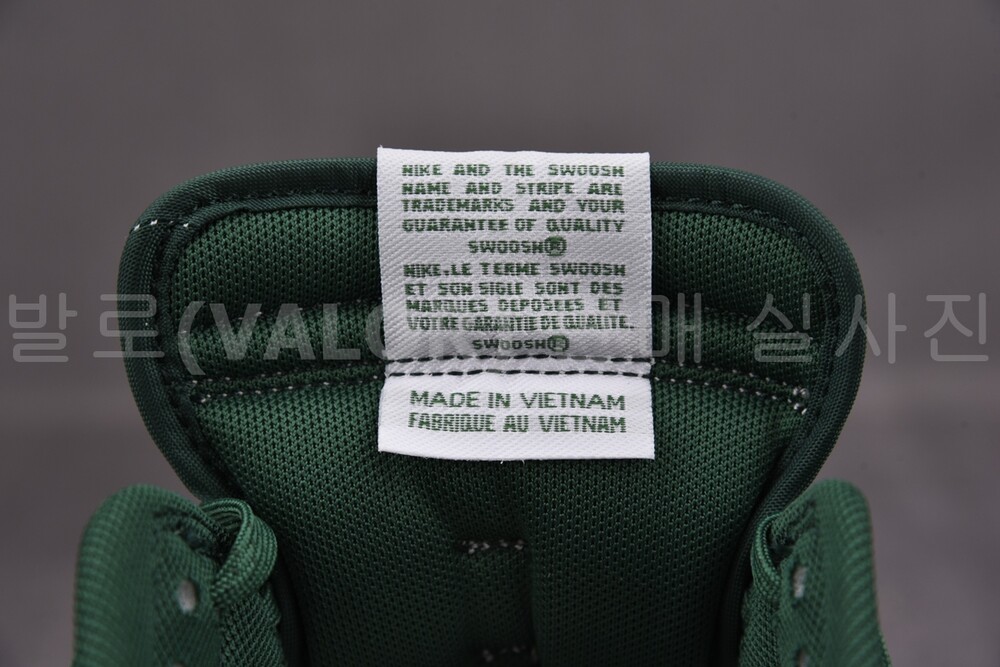 NIKE AND THE SWOOSH
NAME AND STRIPE ARE
TRADEMARKS AND YOUR
GUARANTEE OF QUALITY
SWOOSH®
NIKE.LE TERME SWOOSH
ET SON SIGLE SONT DES
MARQUES DEPOSEES ET
VOTRE GARANTIE DE QUALITE.
SWOOSH®
발로(VALO 매 실사진
MADE IN VIETNAM
FABRIQUE AU VIETNAM